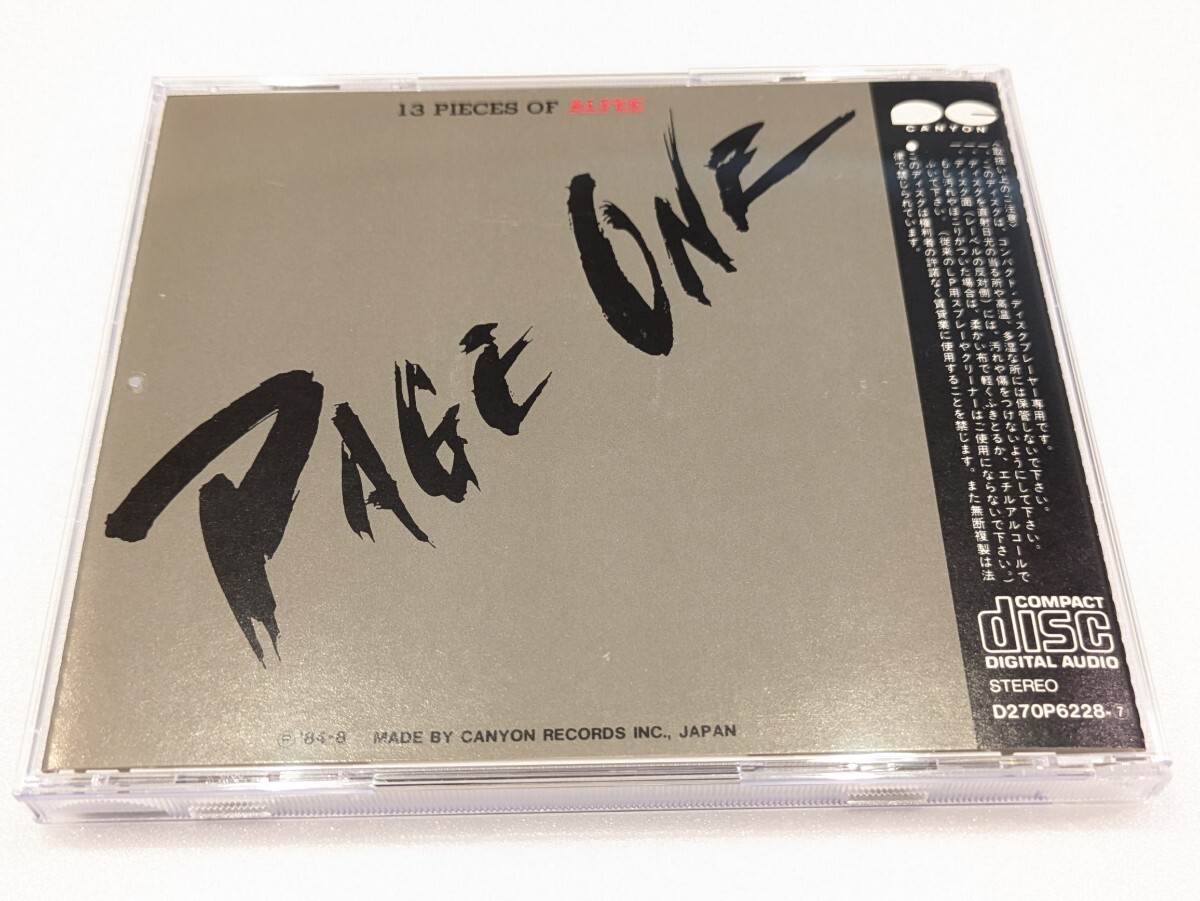 13 PIECES OF ALFEE
PAGE ONE
Ⓟ '84·8 MADE BY CANYON RECORDS INC., JAPAN
CANYON
〈取扱い上のご注意〉
・このディスクは、コンパクト・ディスクプレーヤー専用です。
・ディスクを直射日光の当る所や高温、多湿な所には保管しないで下さい。
・ディスク面（レーベルの反対側）には、汚れや傷をつけないようにして下さい。
もし汚れやほこりがついた場合は、柔かい布で軽くふきとるか、エチルアルコールで
ふいて下さい。（従来のLP用スプレーやクリーナーはご使用にならないで下さい。）
●このディスクは権利者の許諾なく賃貸業に使用することを禁じます。また無断複製は法
律で禁じられています。
COMPACT
disc
DIGITAL AUDIO
STEREO
D270P6228-7